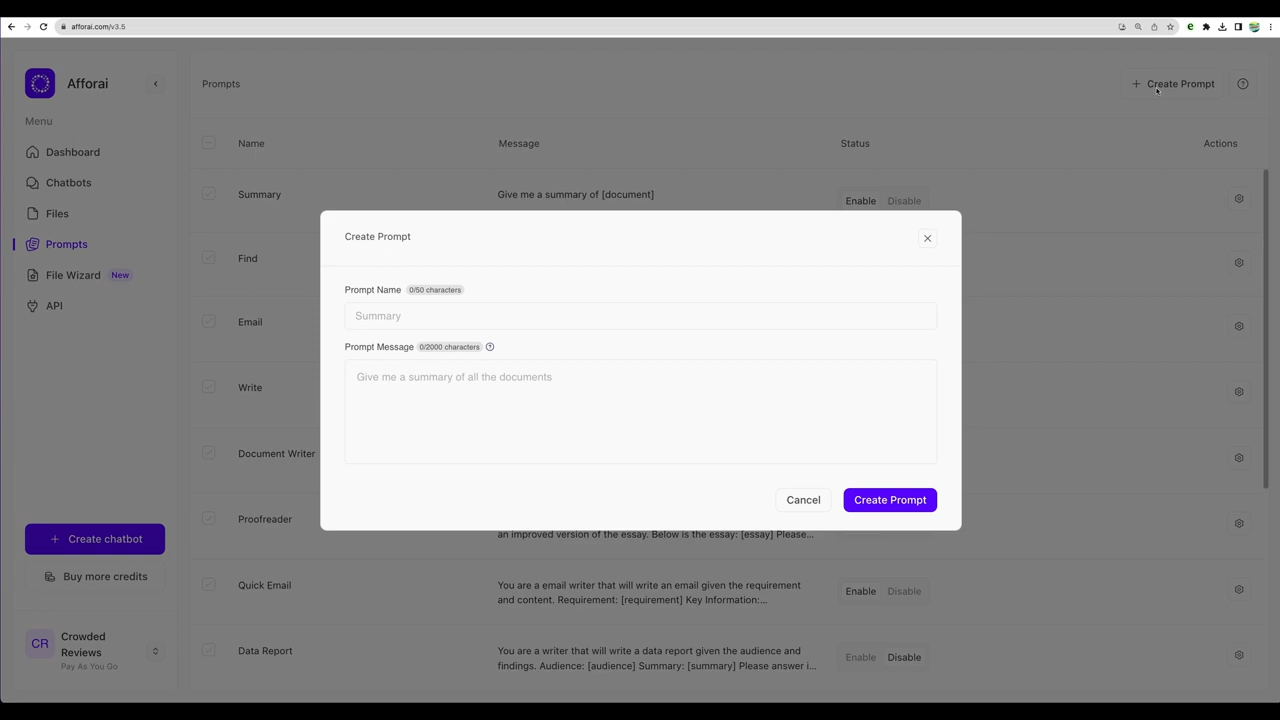 afforai.com/v3.5
Afforai
Menu
Dashboard
Chatbots
Files
Prompts
File Wizard New
API
+ Create chatbot
Buy more credits
CR
Crowded
Reviews
Pay As You Go
Prompts
+ Create Prompt
Name Message Status Actions
Summary Give me a summary of [document] Enable Disable
Find
Email
Write
Document Writer
Proofreader
an improved version of the essay. Below is the essay: [essay] Please...
Quick Email
You are a email writer that will write an email given the requirement
and content. Requirement: [requirement] Key Information:...
Enable Disable
Data Report
You are a writer that will write a data report given the audience and
findings. Audience: [audience] Summary: [summary] Please answer i...
Enable Disable
Create Prompt
Prompt Name 0/50 characters
Summary
Prompt Message 0/2000 characters
Give me a summary of all the documents
Cancel
Create Prompt